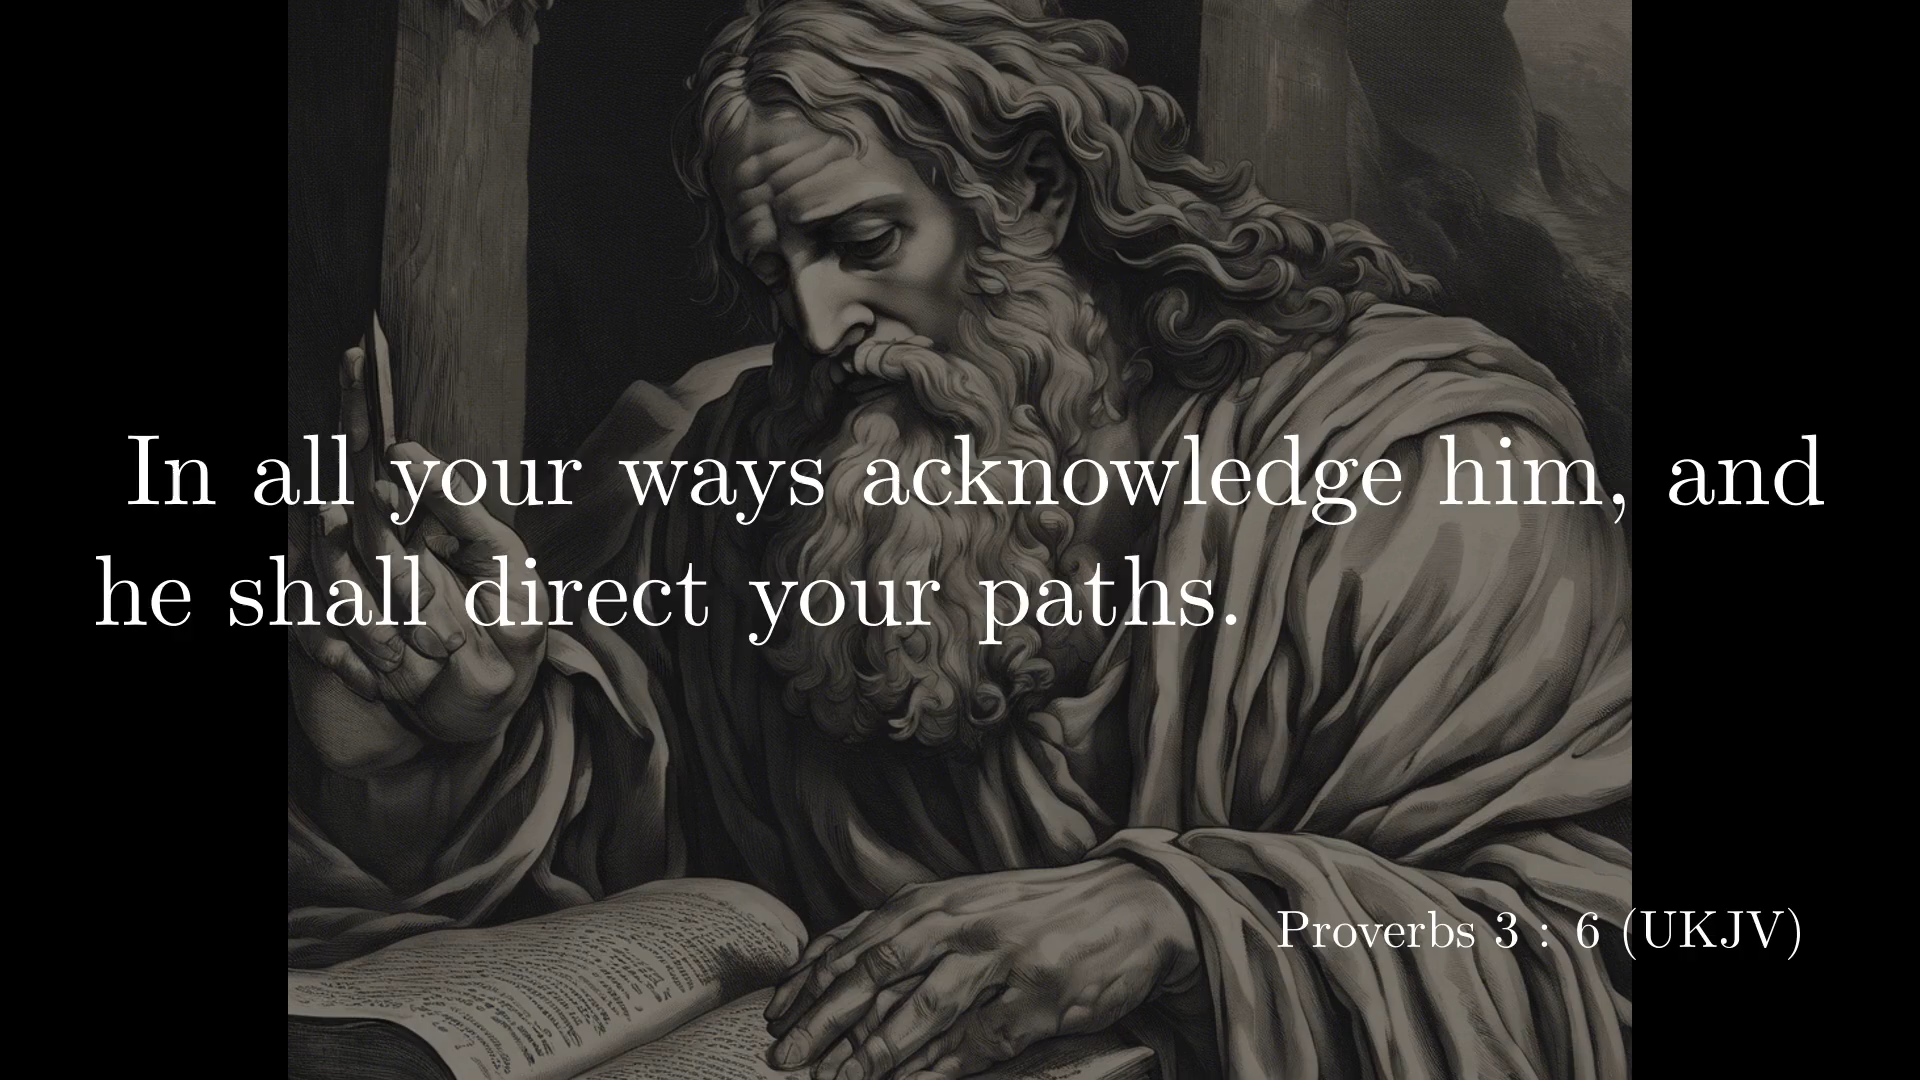 In all your ways acknowledge him, and
he shall direct your paths.
Proverbs 3 : 6 (UKJV)